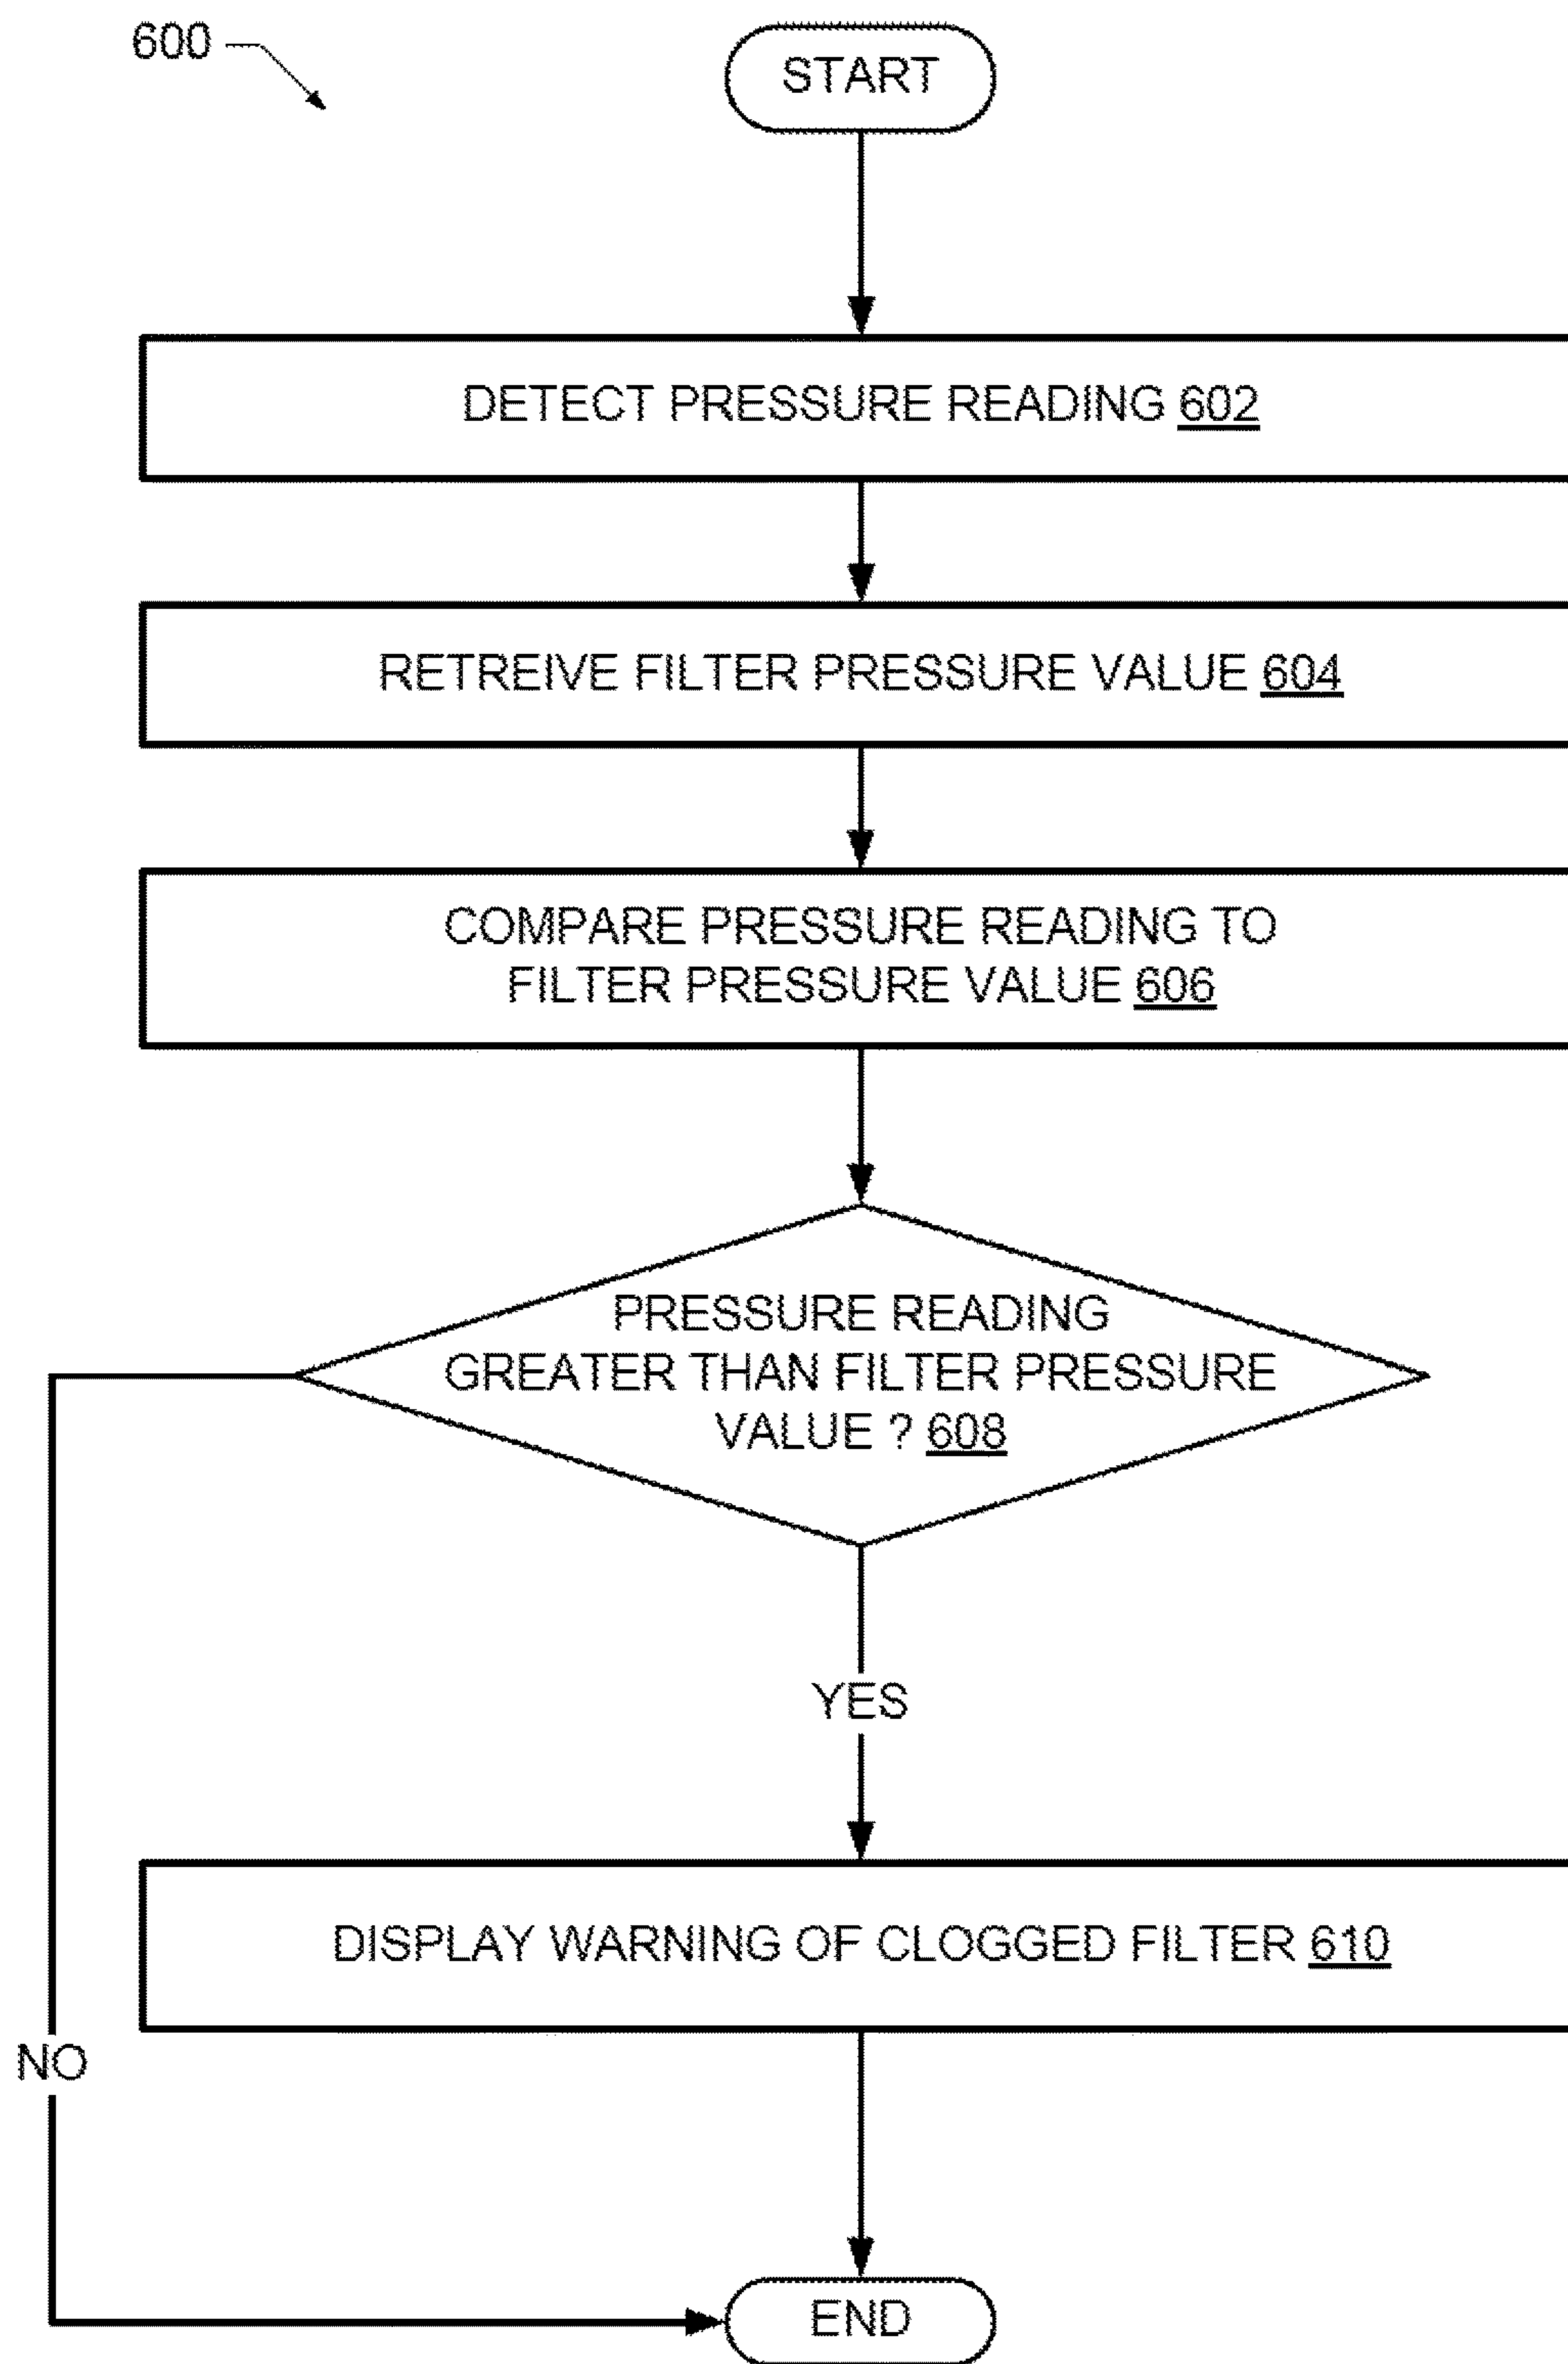 600
START
DETECT PRESSURE READING 602
RETREIVE FILTER PRESSURE VALUE 604
COMPARE PRESSURE READING TO
FILTER PRESSURE VALUE 606
PRESSURE READING
GREATER THAN FILTER PRESSURE
VALUE ? 608
YES
DISPLAY WARNING OF CLOGGED FILTER 610
NO
END